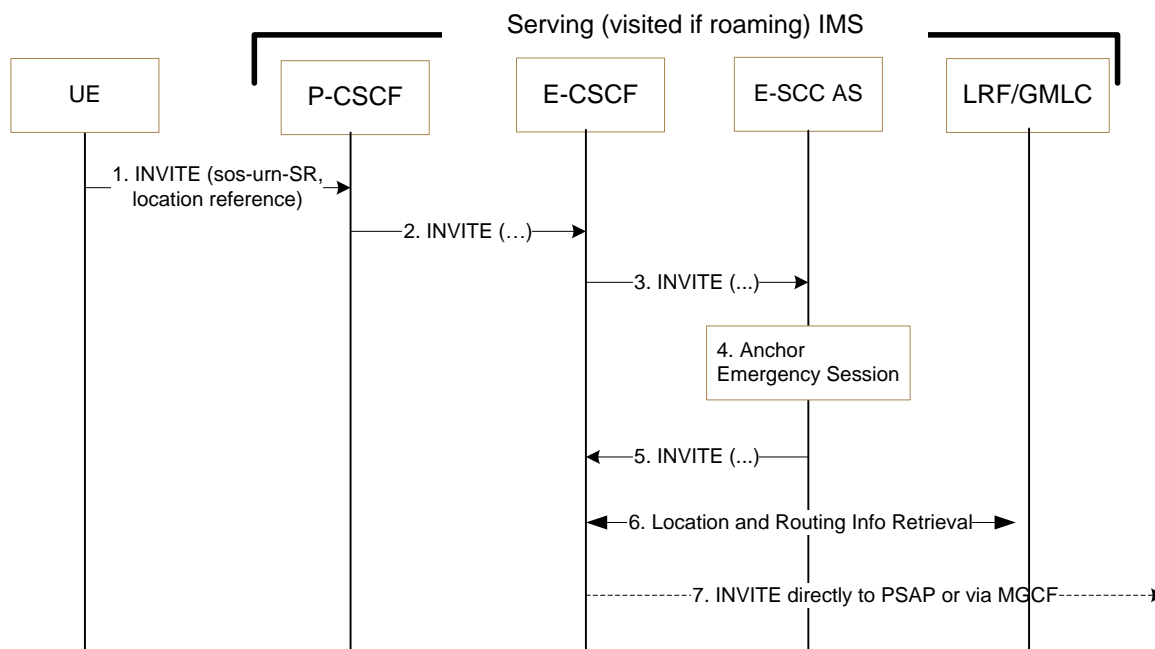 Serving (visited if roaming) IMS
UE
P-CSCF
E-CSCF
E-SCC AS
LRF/GMLC
1. INVITE (sos-urn-SR,
location reference)
2. INVITE (…)
3. INVITE (...)
4. Anchor
Emergency Session
5. INVITE (...)
6. Location and Routing Info Retrieval
7. INVITE directly to PSAP or via MGCF